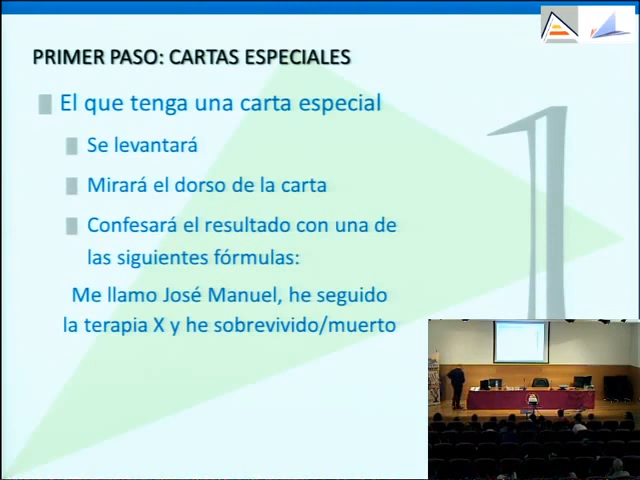 PRIMER PASO: CARTAS ESPECIALES
El que tenga una carta especial
Se levantará
Mirará el dorso de la carta
Confesará el resultado con una de
las siguientes fórmulas:
Me llamo José Manuel, he seguido
la terapia X y he sobrevivido/muerto
1